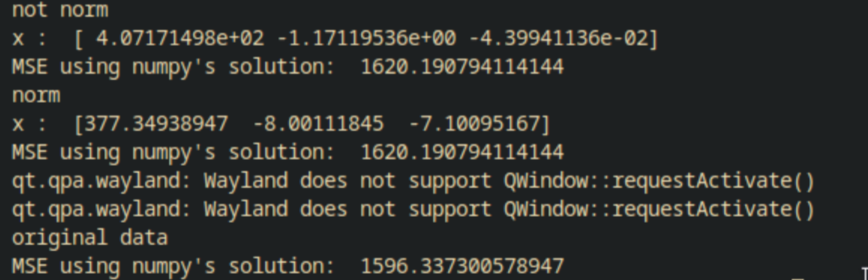 not norm
x :  [ 4.07171498e+02 -1.17119536e+00 -4.39941136e-02]
MSE using numpy's solution:  1620.190794114144
norm
x :  [377.34938947  -8.00111845  -7.10095167]
MSE using numpy's solution:  1620.190794114144
qt.qpa.wayland: Wayland does not support QWindow::requestActivate()
qt.qpa.wayland: Wayland does not support QWindow::requestActivate()
original data
MSE using numpy's solution:  1596.337300578947